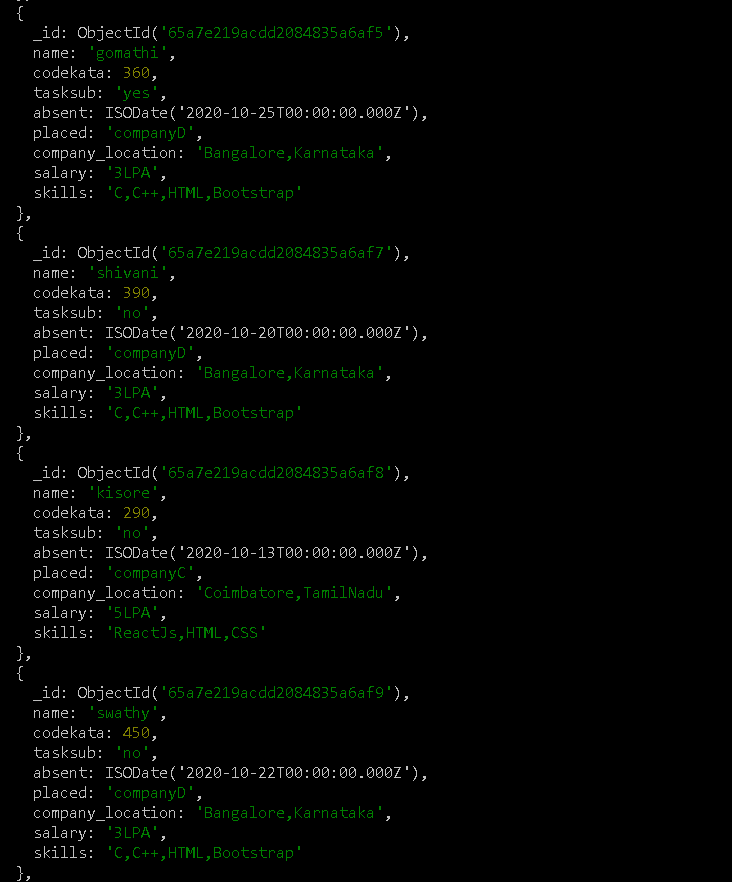 {
_id: ObjectId('65a7e219acdd2084835a6af5'),
name: 'gomathi',
codekata: 360,
tasksub: 'yes',
absent: ISODate('2020-10-25T00:00:00.000Z'),
placed: 'companyD',
company_location: 'Bangalore,Karnataka',
salary: '3LPA',
skills: 'C,C++,HTML,Bootstrap'
},
{
_id: ObjectId('65a7e219acdd2084835a6af7'),
name: 'shivani',
codekata: 390,
tasksub: 'no',
absent: ISODate('2020-10-20T00:00:00.000Z'),
placed: 'companyD',
company_location: 'Bangalore,Karnataka',
salary: '3LPA',
skills: 'C,C++,HTML,Bootstrap'
},
{
_id: ObjectId('65a7e219acdd2084835a6af8'),
name: 'kisore',
codekata: 290,
tasksub: 'no',
absent: ISODate('2020-10-13T00:00:00.000Z'),
placed: 'companyC',
company_location: 'Coimbatore,TamilNadu',
salary: '5LPA',
skills: 'ReactJs,HTML,CSS'
},
{
_id: ObjectId('65a7e219acdd2084835a6af9'),
name: 'swathy',
codekata: 450,
tasksub: 'no',
absent: ISODate('2020-10-22T00:00:00.000Z'),
placed: 'companyD',
company_location: 'Bangalore,Karnataka',
salary: '3LPA',
skills: 'C,C++,HTML,Bootstrap'
},